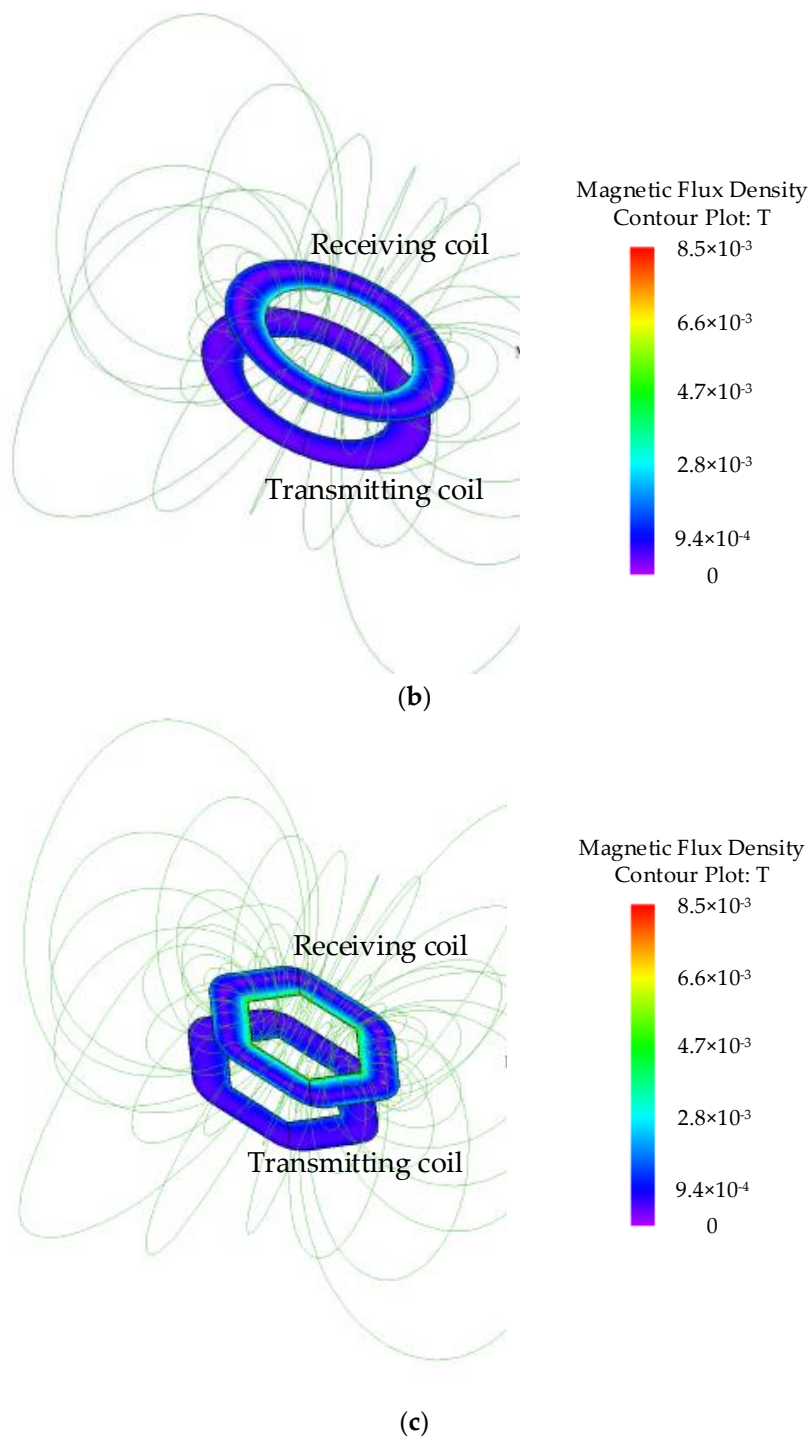 Magnetic Flux Density
Contour Plot: T
8.5×10⁻³
6.6×10⁻³
4.7×10⁻³
2.8×10⁻³
9.4×10⁻⁴
0
Receiving coil
Transmitting coil
(b)
Magnetic Flux Density
Contour Plot: T
8.5×10⁻³
6.6×10⁻³
4.7×10⁻³
2.8×10⁻³
9.4×10⁻⁴
0
Receiving coil
Transmitting coil
(c)